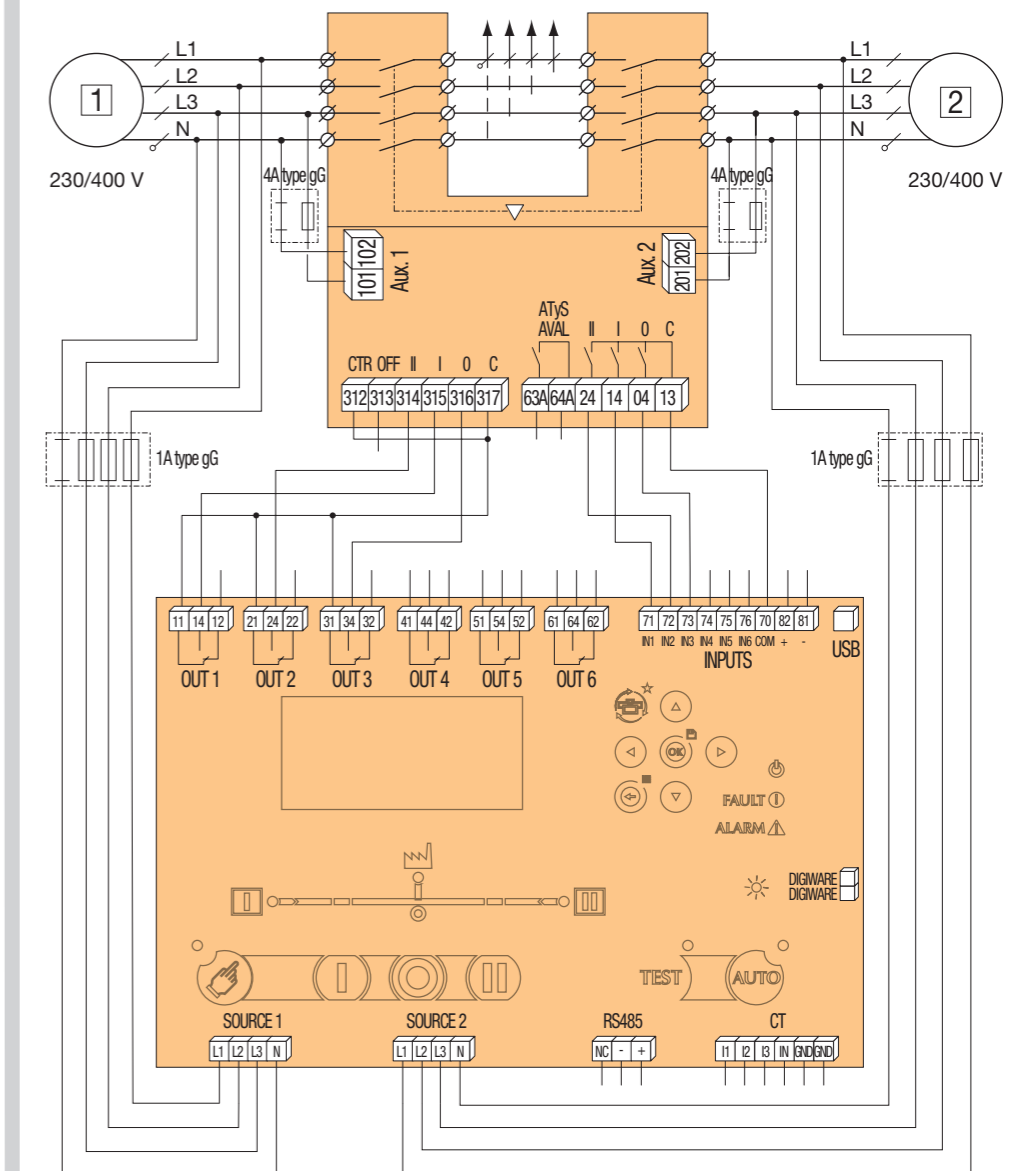 L1 L1
L2 L2
1 L3 L3 2
N N
230/400 V 4A type gG 4A type gG 230/400 V
101 102 Aux. 1 Aux. 2 201 202
ATyS
AVAL II I 0 C
CTR OFF II I 0 C
312 313 314 315 316 317 63A 64A 24 14 04 13
1A type gG 1A type gG
11 14 12 21 24 22 31 34 32 41 44 42 51 54 52 61 64 62 71 72 73 74 75 76 70 82 81
IN1 IN2 IN3 IN4 IN5 IN6 COM + -
OUT 1 OUT 2 OUT 3 OUT 4 OUT 5 OUT 6 INPUTS USB
OK
FAULT
ALARM
DIGIWARE
DIGIWARE
I II
I II TEST AUTO
SOURCE 1 SOURCE 2 RS485 CT
L1 L2 L3 N L1 L2 L3 N NC - + I1 I2 I3 IN GND GND